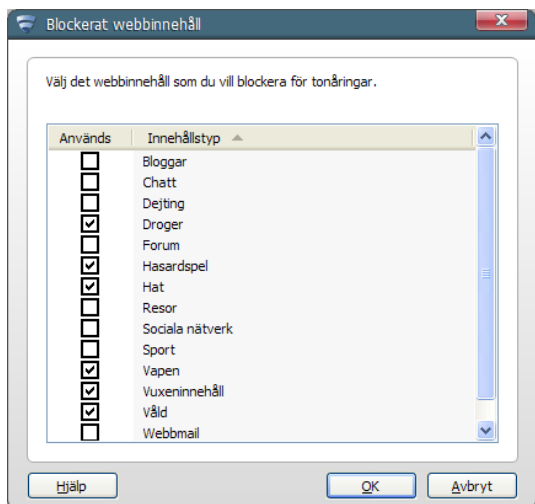 Blockerat webbinnehåll
Välj det webbinnehåll som du vill blockera för tonåringar.
Används Innehållstyp
Bloggar
Chatt
Dejting
Droger
Forum
Hasardspel
Hat
Resor
Sociala nätverk
Sport
Vapen
Vuxeninnehåll
Våld
Webbmail
Hjälp OK Avbryt